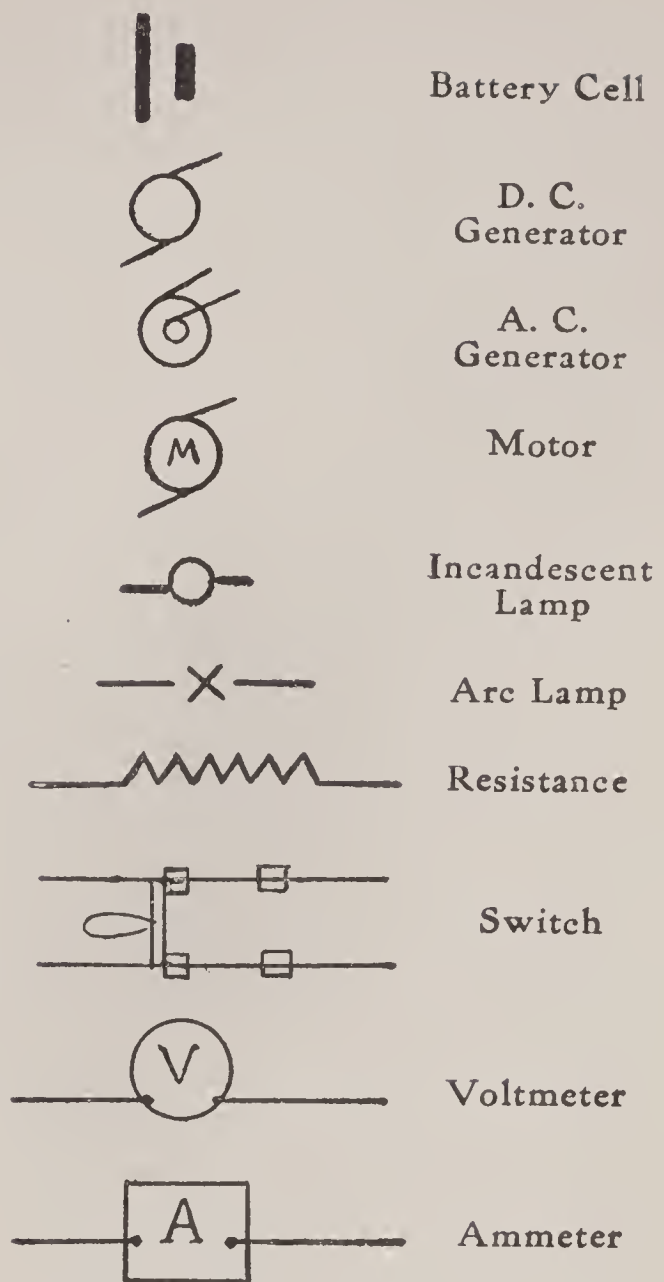 Battery Cell
D. C.
Generator
A. C.
Generator
M
Motor
Incandescent
Lamp
Arc Lamp
Resistance
Switch
V
Voltmeter
A
Ammeter